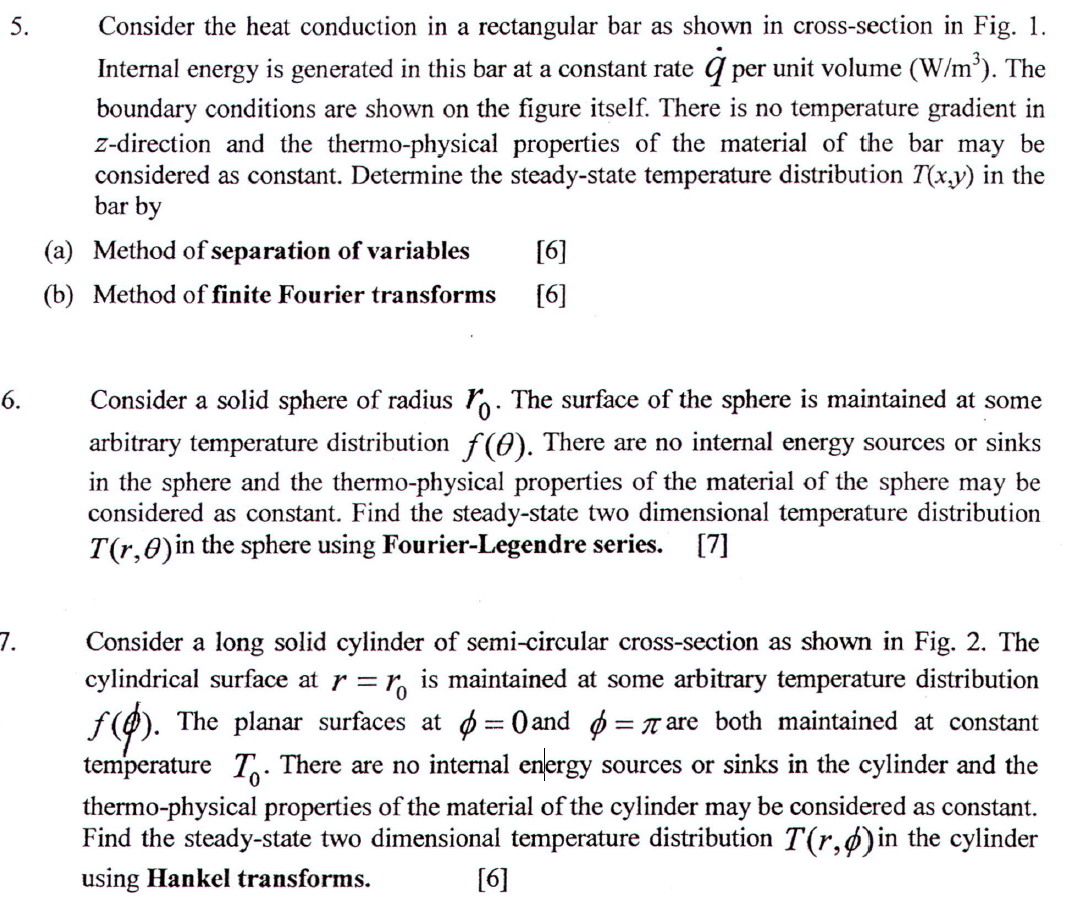 5. Consider the heat conduction in a rectangular bar as shown in cross-section in Fig. 1.
Internal energy is generated in this bar at a constant rate q̇ per unit volume (W/m³). The
boundary conditions are shown on the figure itself. There is no temperature gradient in
z-direction and the thermo-physical properties of the material of the bar may be
considered as constant. Determine the steady-state temperature distribution T(x,y) in the
bar by
(a) Method of separation of variables [6]
(b) Method of finite Fourier transforms [6]
6. Consider a solid sphere of radius r₀. The surface of the sphere is maintained at some
arbitrary temperature distribution f(θ). There are no internal energy sources or sinks
in the sphere and the thermo-physical properties of the material of the sphere may be
considered as constant. Find the steady-state two dimensional temperature distribution
T(r,θ) in the sphere using Fourier-Legendre series. [7]
7. Consider a long solid cylinder of semi-circular cross-section as shown in Fig. 2. The
cylindrical surface at r = r₀ is maintained at some arbitrary temperature distribution
f(ϕ). The planar surfaces at ϕ = 0 and ϕ = π are both maintained at constant
temperature T₀. There are no internal energy sources or sinks in the cylinder and the
thermo-physical properties of the material of the cylinder may be considered as constant.
Find the steady-state two dimensional temperature distribution T(r,ϕ) in the cylinder
using Hankel transforms. [6]